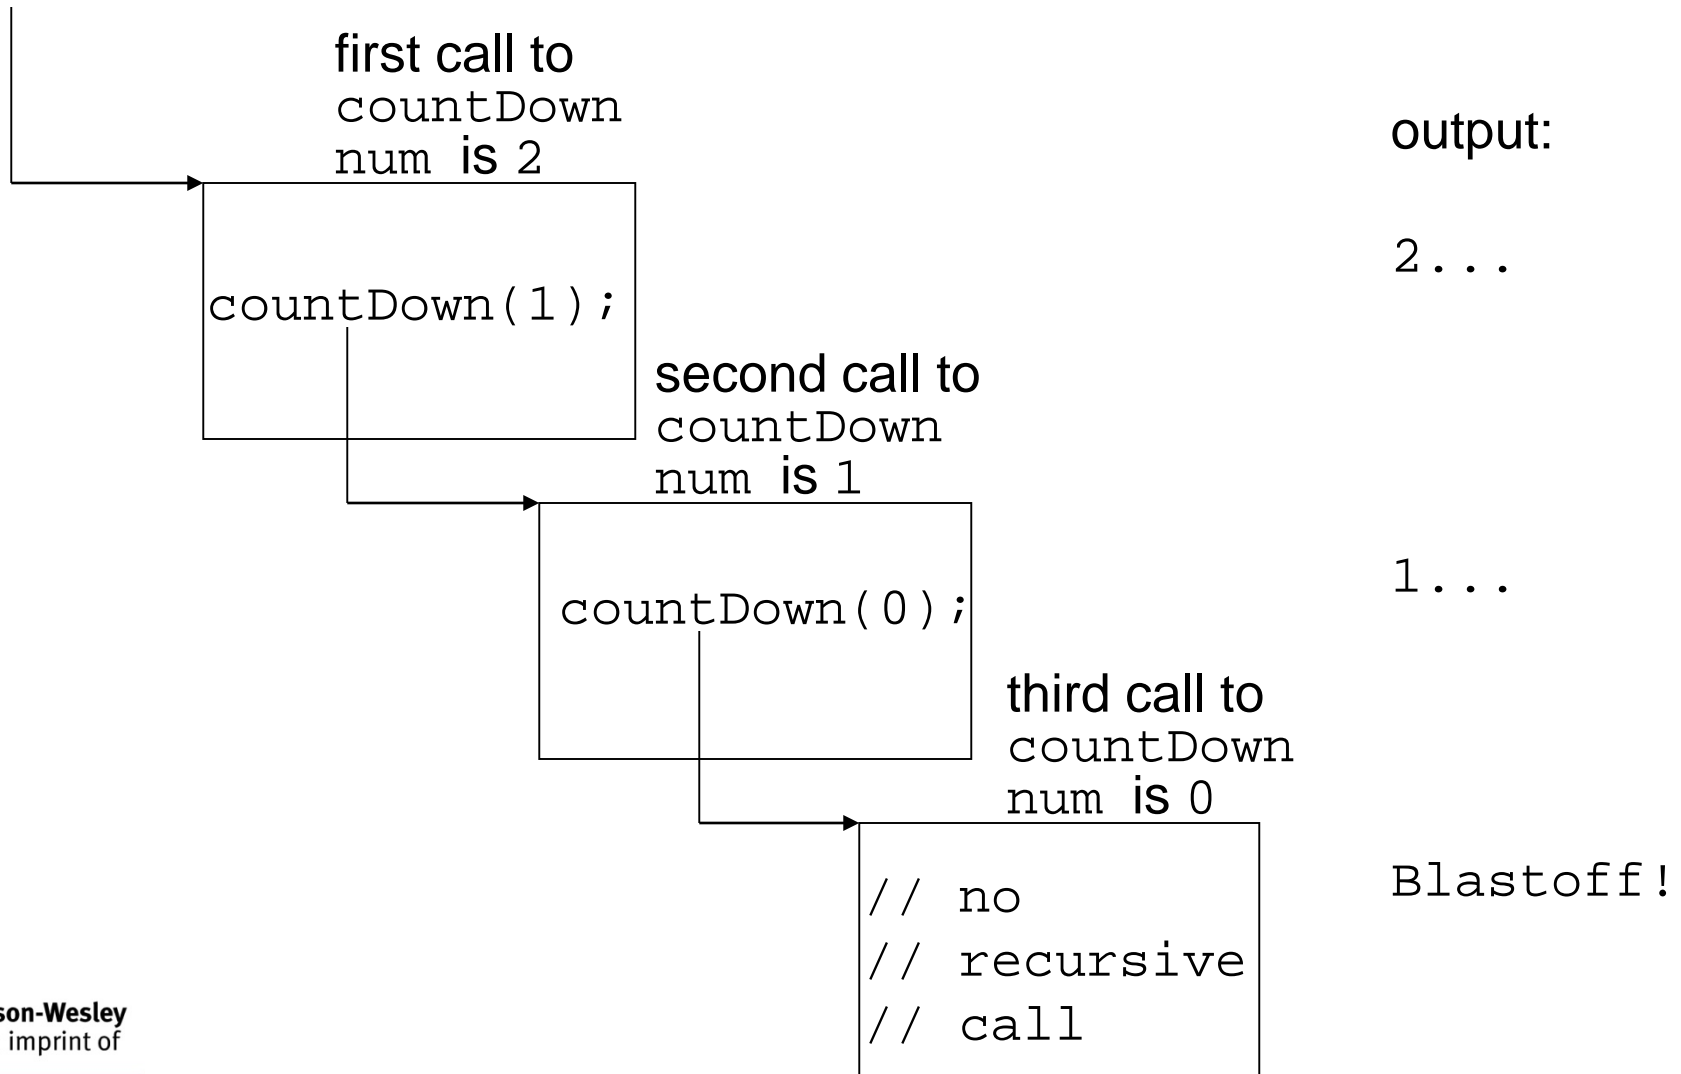 first call to
countDown
num is 2
output:
2...
countDown(1);
second call to
countDown
num is 1
1...
countDown(0);
third call to
countDown
num is 0
Blastoff!
// no
// recursive
// call
son-Wesley
imprint of